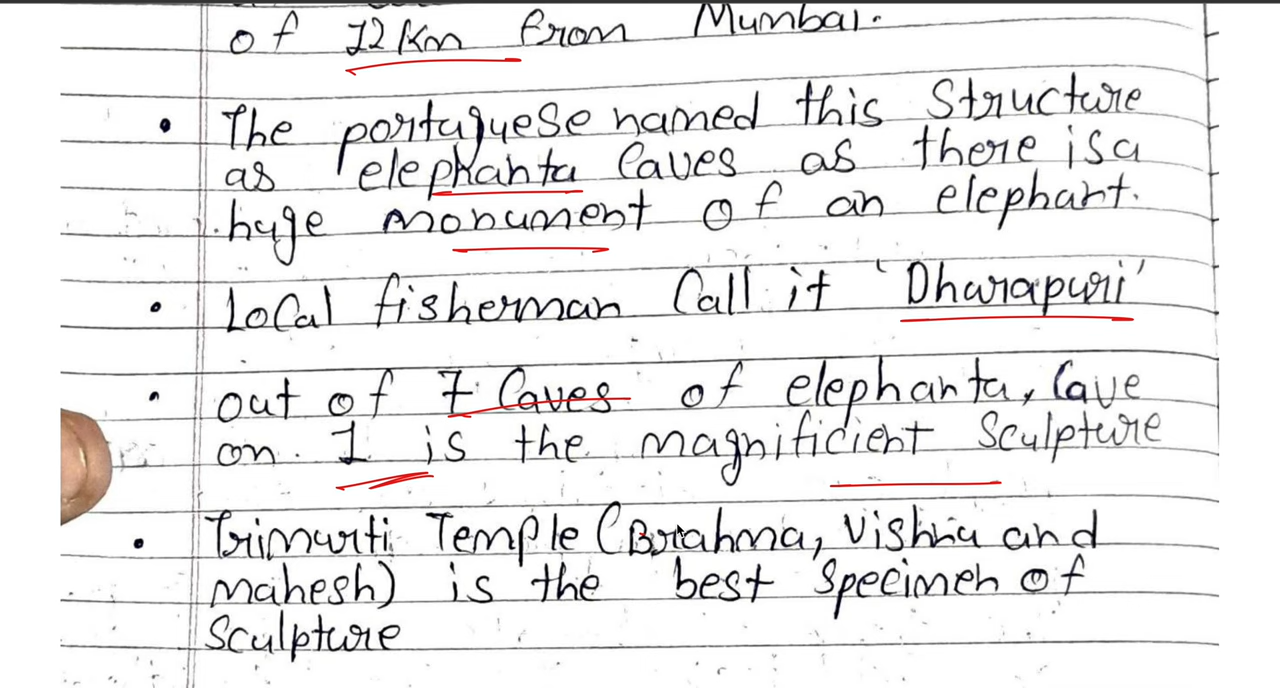 of 12 Km from Mumbai.
• The portuguese named this Structure
as elephanta Caves as there is a
huge monument of an elephant.
• Local fisherman Call it 'Dharapuri'
• out of 7 Caves of elephanta, Cave
on. 1 is the magnificient Sculpture
• Trimurti Temple (Brahma, Vishnu and
Mahesh) is the best Specimen of
Sculpture